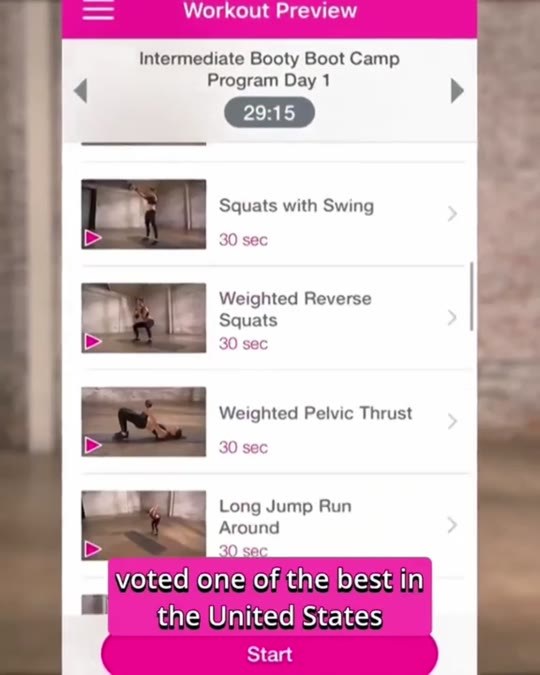 Workout Preview
Intermediate Booty Boot Camp
Program Day 1
29:15
Squats with Swing
30 sec
Weighted Reverse
Squats
30 sec
Weighted Pelvic Thrust
30 sec
Long Jump Run
Around
30 sec
voted one of the best in
the United States
Start